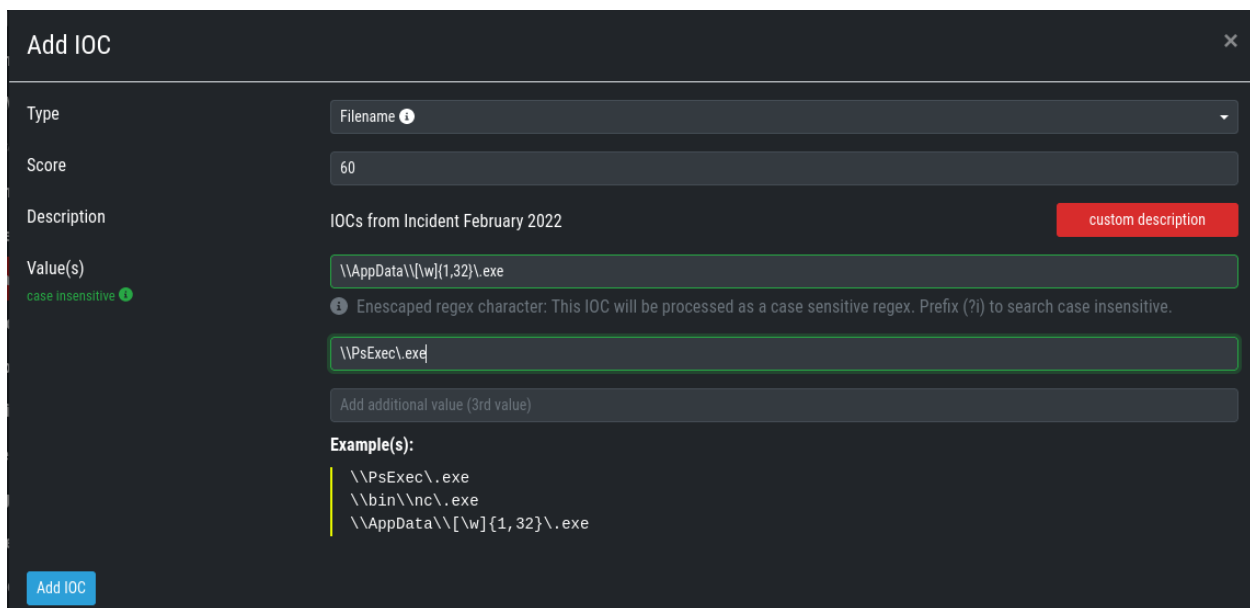 Add IOC ×
Type Filename
Score 60
Description IOCs from Incident February 2022 custom description
Value(s) \\AppData\\[\w]{1,32}\.exe
case insensitive
Enescaped regex character: This IOC will be processed as a case sensitive regex. Prefix (?i) to search case insensitive.
\\PsExec\.exe
Add additional value (3rd value)
Example(s):
\\PsExec\.exe
\\bin\\nc\.exe
\\AppData\\[\w]{1,32}\.exe
Add IOC